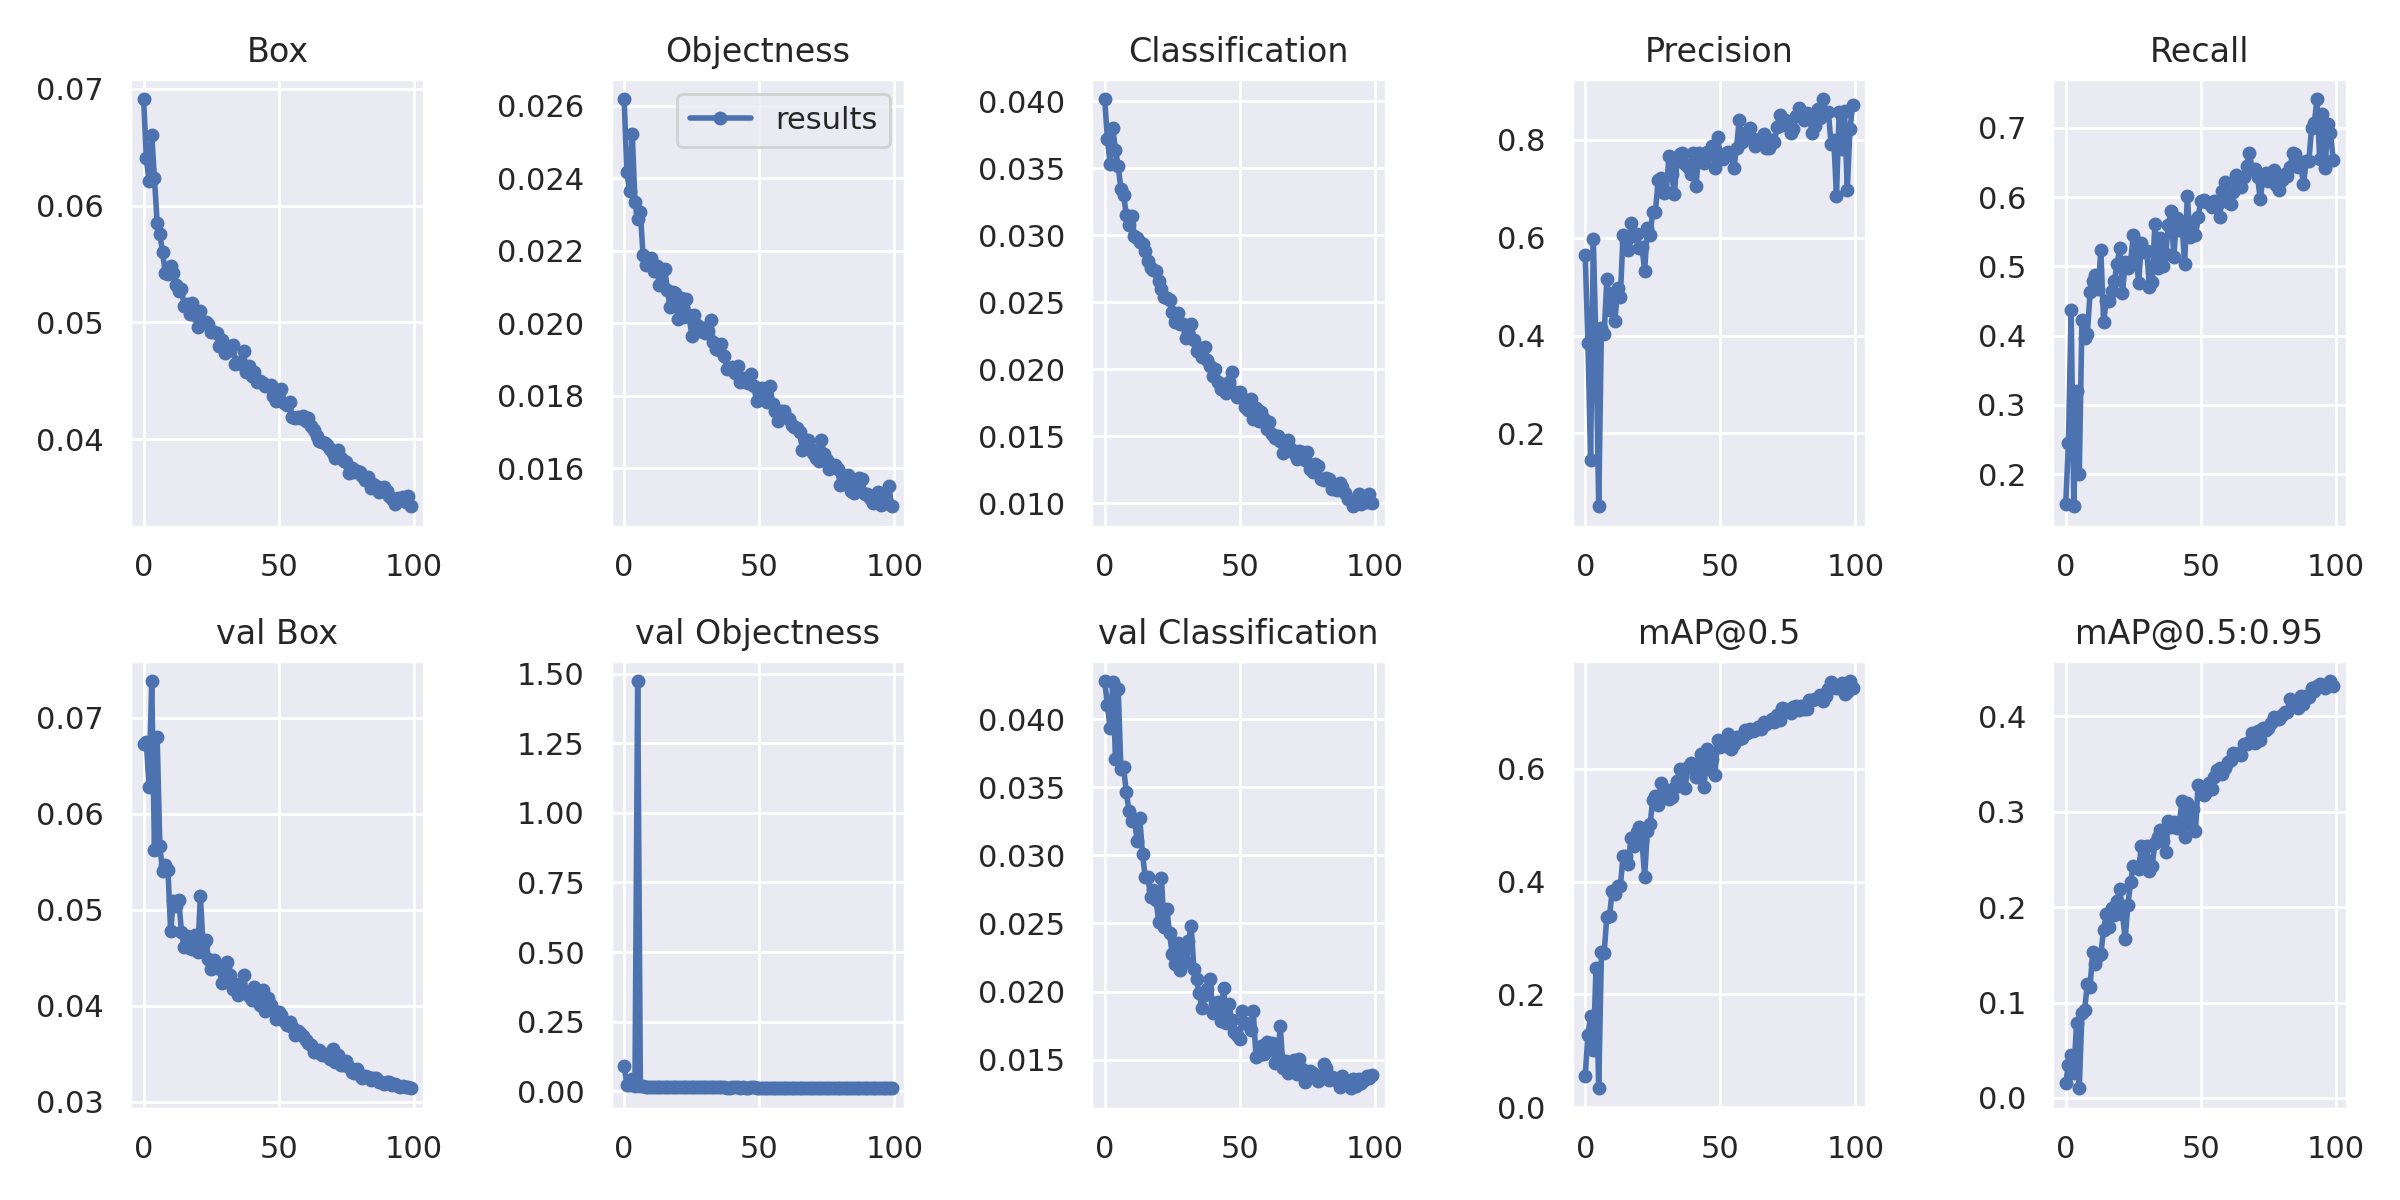 Box
Objectness
Classification
Precision
Recall
0.07
0.06
0.05
0.04
0 50 100
results
0.026
0.024
0.022
0.020
0.018
0.016
0 50 100
0.040
0.035
0.030
0.025
0.020
0.015
0.010
0 50 100
0.8
0.6
0.4
0.2
0 50 100
0.7
0.6
0.5
0.4
0.3
0.2
0 50 100
val Box
val Objectness
val Classification
mAP@0.5
mAP@0.5:0.95
0.07
0.06
0.05
0.04
0.03
0 50 100
1.50
1.25
1.00
0.75
0.50
0.25
0.00
0 50 100
0.040
0.035
0.030
0.025
0.020
0.015
0 50 100
0.6
0.4
0.2
0.0
0 50 100
0.4
0.3
0.2
0.1
0.0
0 50 100